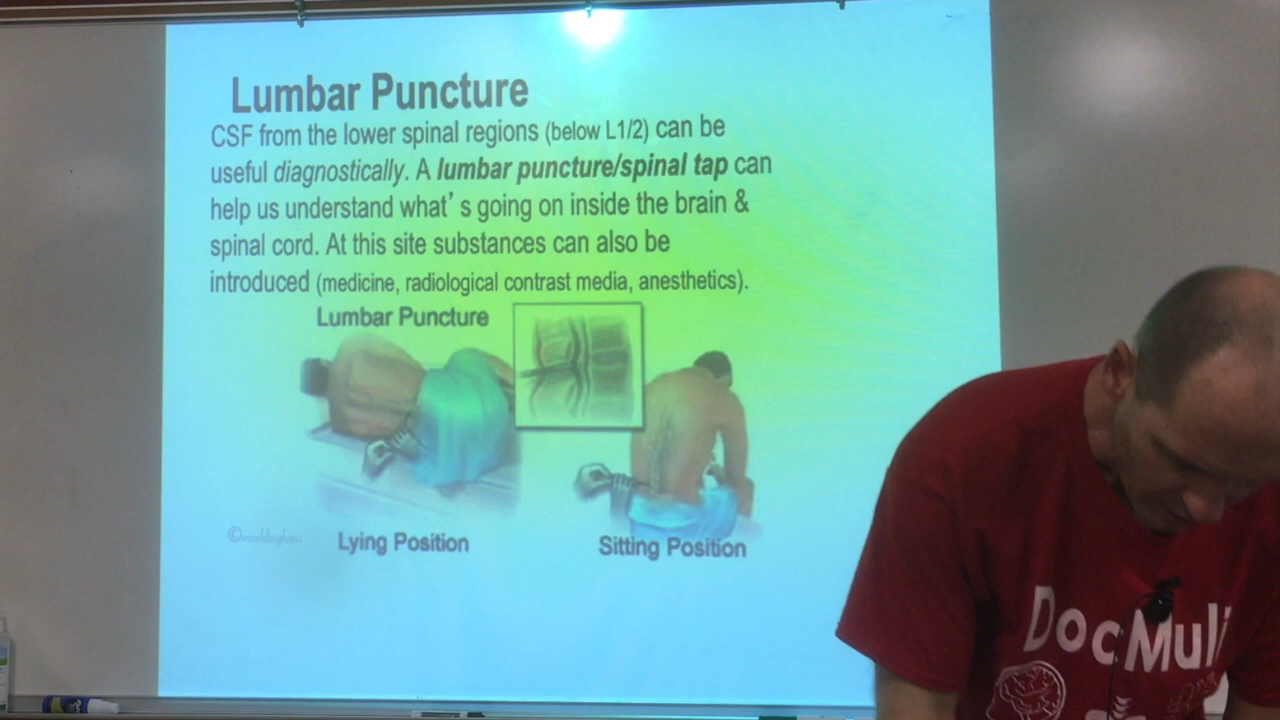 Lumbar Puncture
CSF from the lower spinal regions (below L1/2) can be
useful diagnostically. A lumbar puncture/spinal tap can
help us understand what’ s going on inside the brain &
spinal cord. At this site substances can also be
introduced (medicine, radiological contrast media, anesthetics).
Lumbar Puncture
Lying Position
Sitting Position
DocMuli